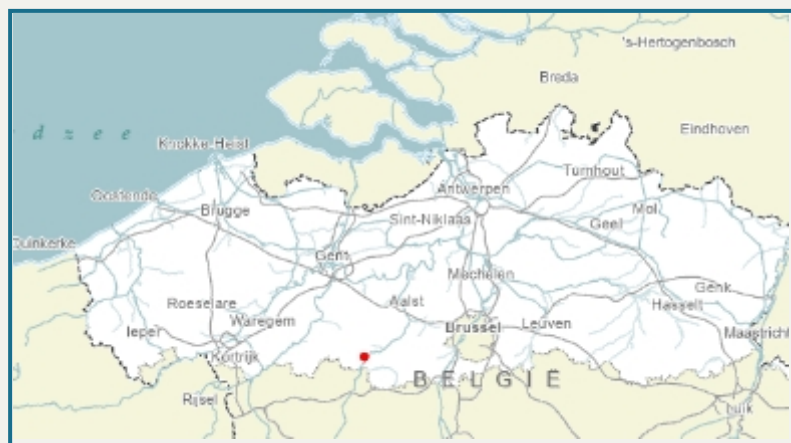 's-Hertogenbosch
Breda
d z e e
Eindhoven
Knokke-Heist
Turnhout
Antwerpen
Oostende
Mol
Brugge
Sint-Niklaas
Geel
Duinkerke
Gent
Mechelen
Genk
Roeselare
Aalst
Hasselt
Waregem
Ieper
Brussel
Leuven
Maastricht
Kortrijk
BELGIË
Rijsel
Luik